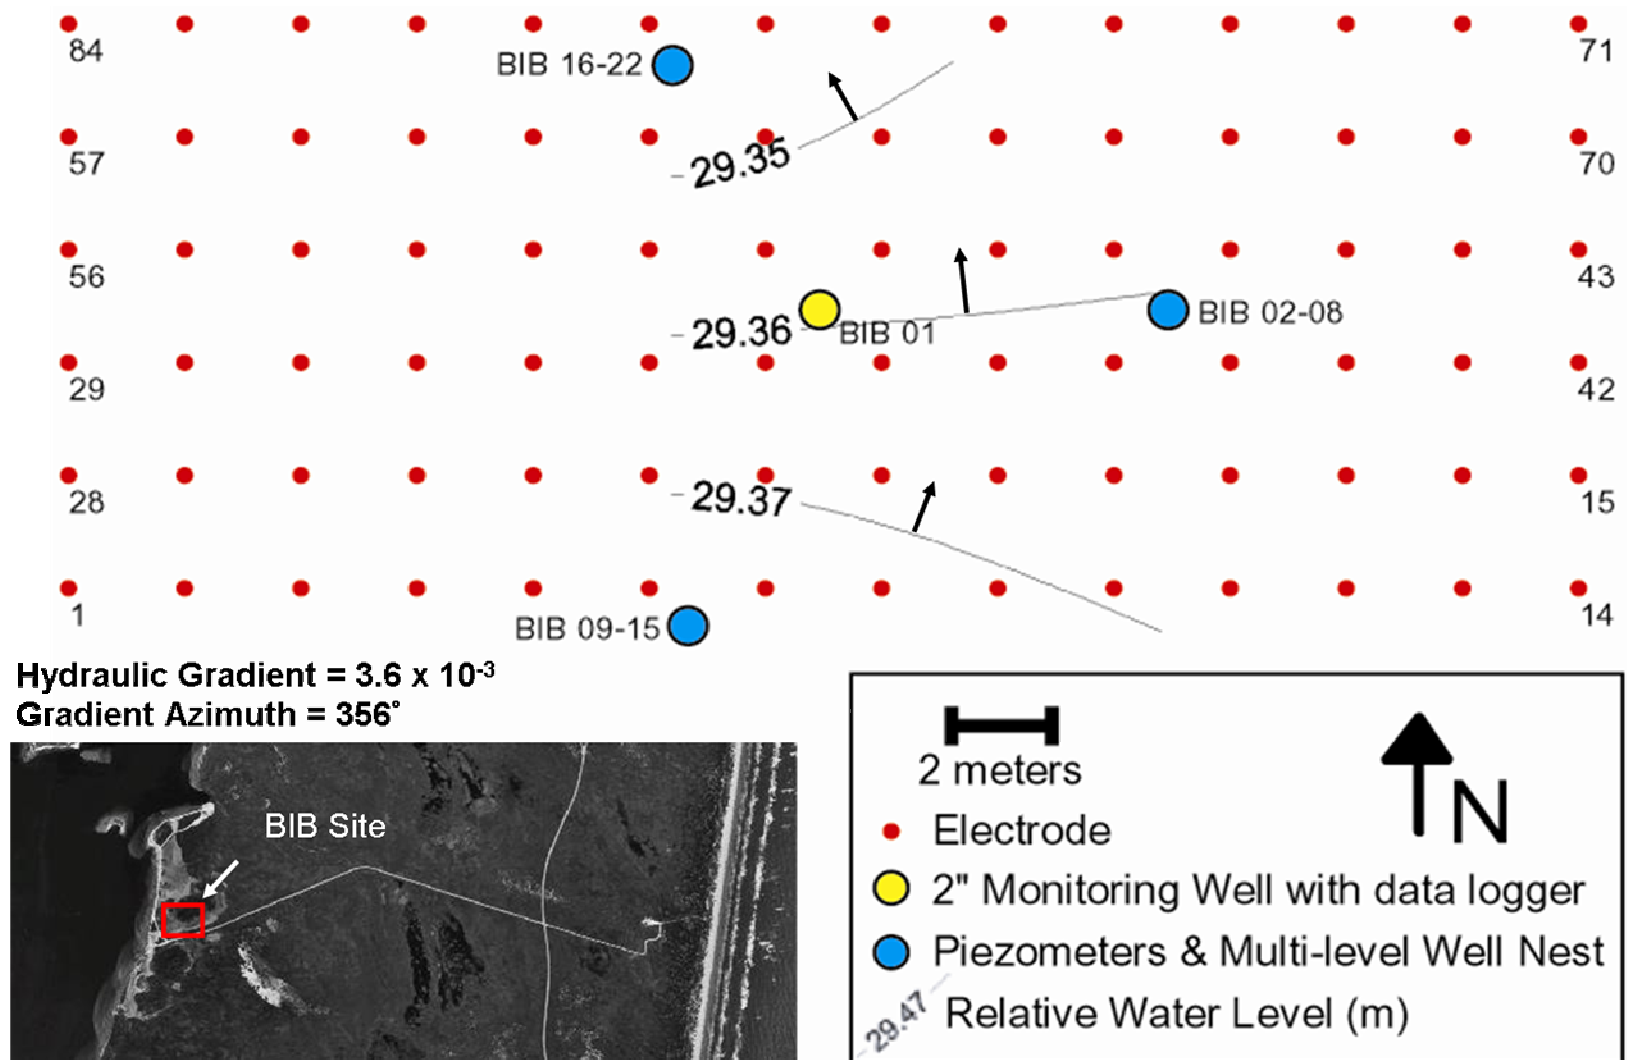 84
71
BIB 16-22
57
29.35
70
56
43
29.36
BIB 01
BIB 02-08
29
42
28
29.37
15
1
BIB 09-15
14
Hydraulic Gradient = 3.6 x 10-3
Gradient Azimuth = 356°
BIB Site
2 meters
N
Electrode
2" Monitoring Well with data logger
Piezometers & Multi-level Well Nest
29.47
Relative Water Level (m)